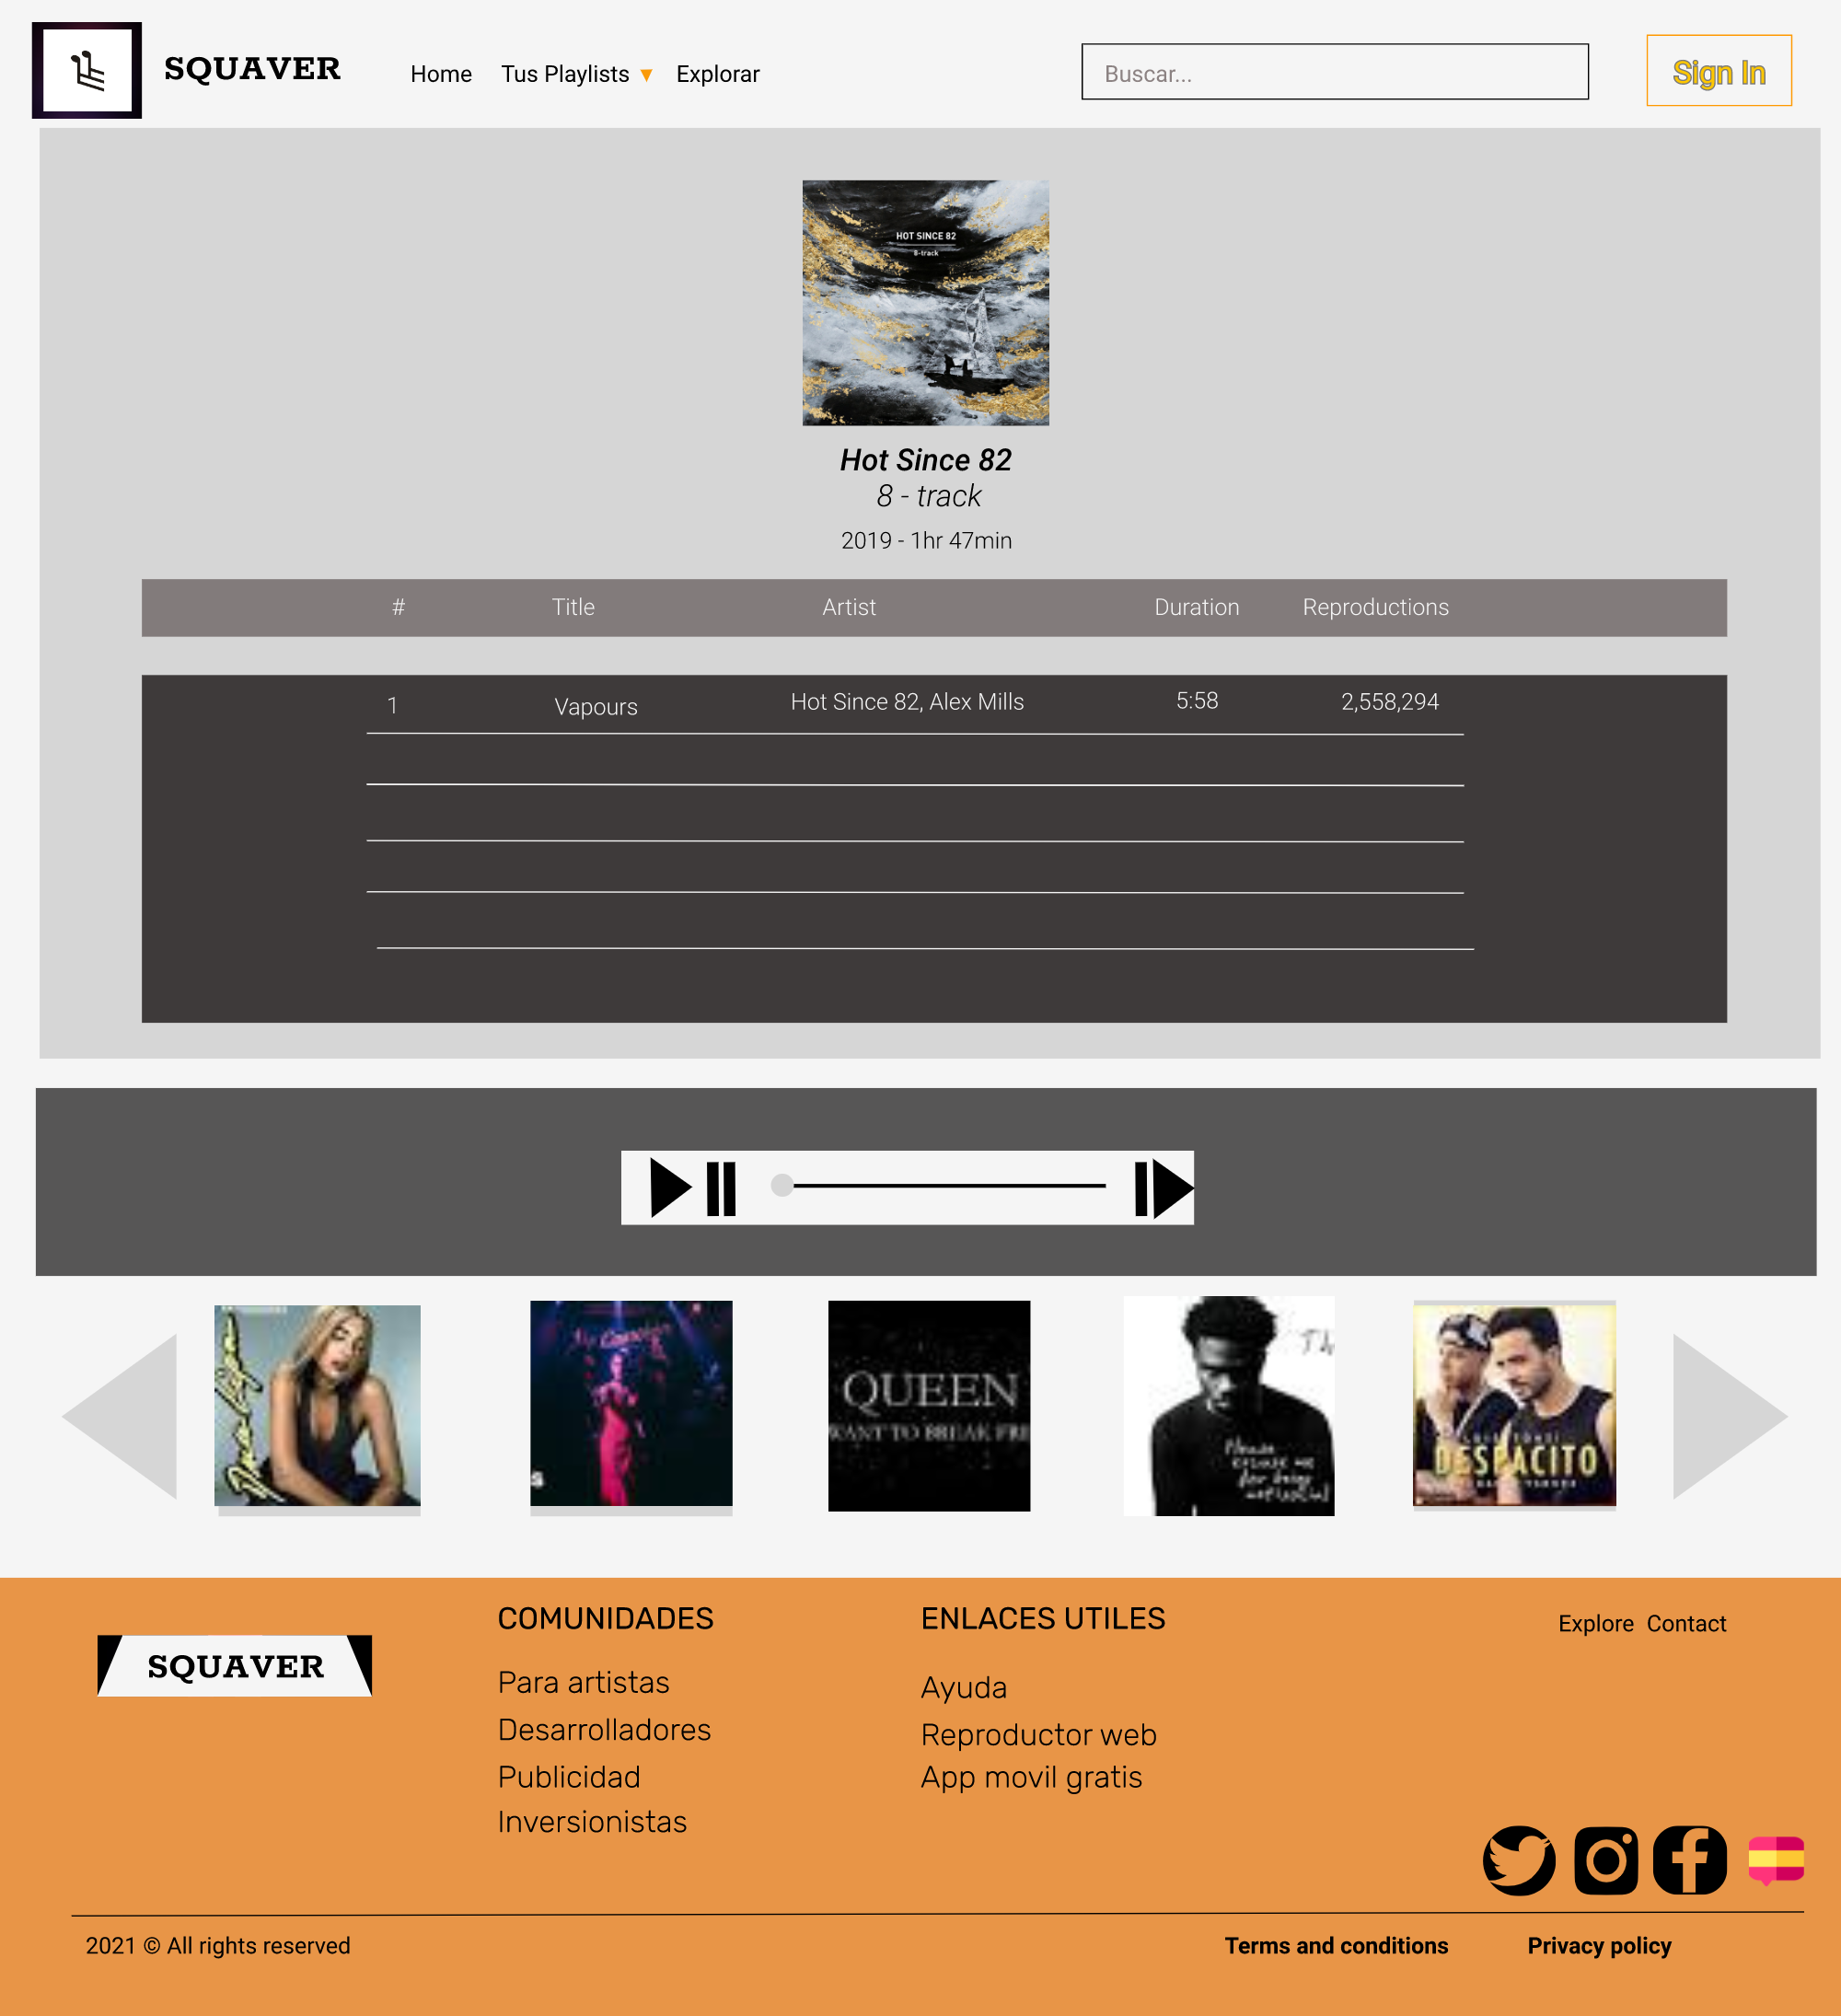 SQUAVER
Home Tus Playlists ▼ Explorar
Buscar...
Sign In
HOT SINCE 82
8-track
Hot Since 82
8 - track
2019 - 1hr 47min
# Title Artist Duration Reproductions
1 Vapours Hot Since 82, Alex Mills 5:58 2,558,294
QUEEN
WANT TO BREAK FRE
DESPACITO
SQUAVER
COMUNIDADES
Para artistas
Desarrolladores
Publicidad
Inversionistas
ENLACES UTILES
Ayuda
Reproductor web
App movil gratis
Explore Contact
2021 © All rights reserved
Terms and conditions
Privacy policy